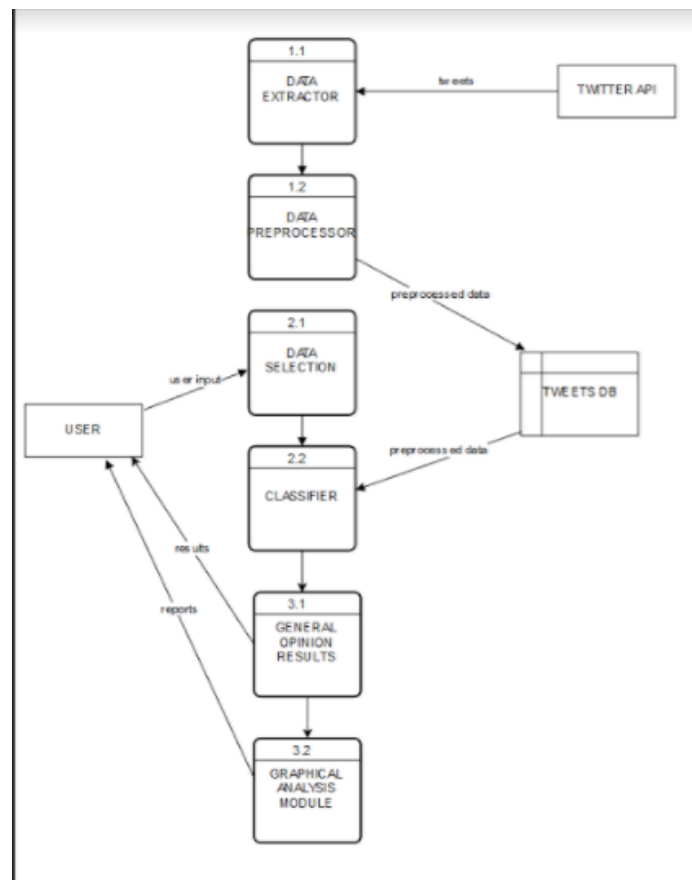 1.1
DATA
EXTRACTOR
tweets
TWITTER API
1.2
DATA
PREPROCESSOR
preprocessed data
2.1
DATA
SELECTION
user input
TWEETS DB
USER
2.2
CLASSIFIER
preprocessed data
results
3.1
GENERAL
OPINION
RESULTS
reports
3.2
GRAPHICAL
ANALYSIS
MODULE